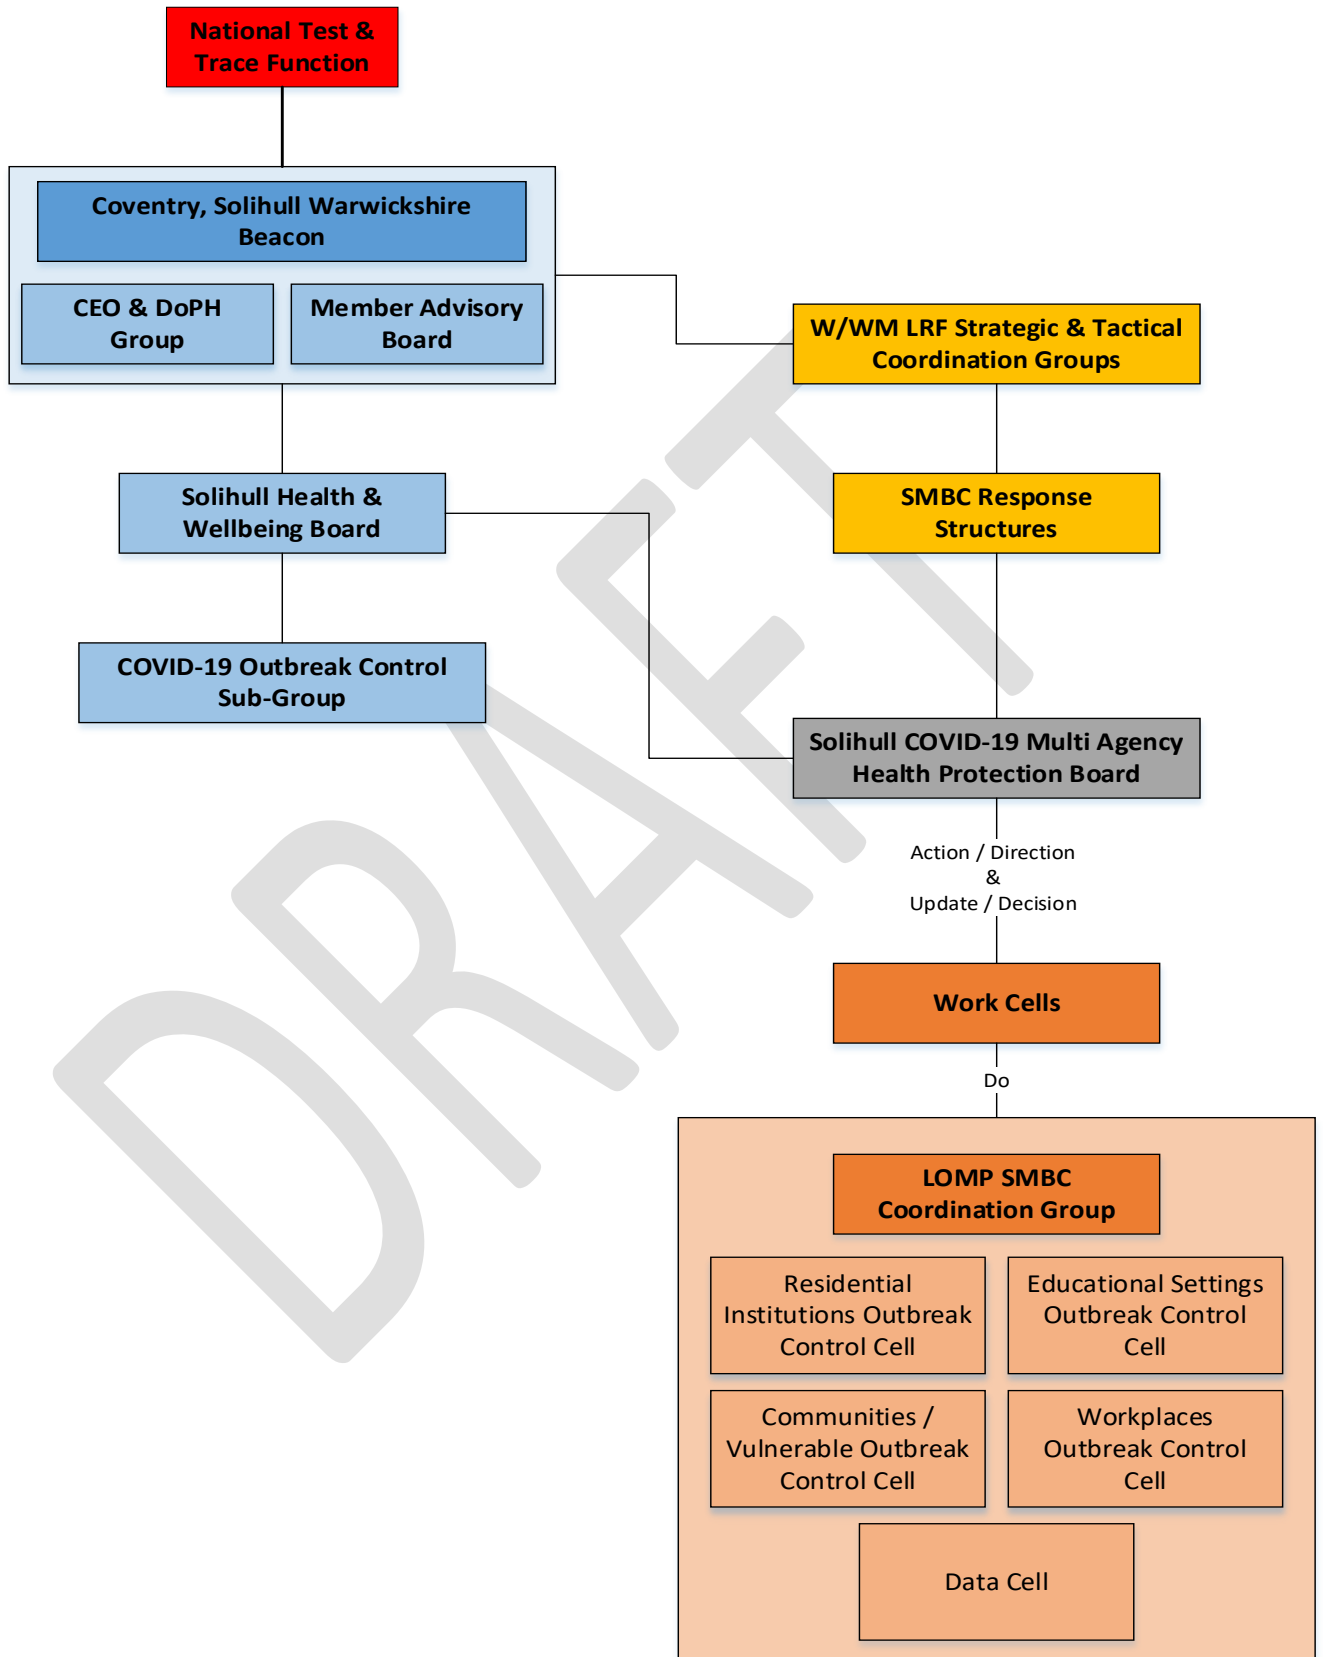 National Test &
Trace Function
Coventry, Solihull Warwickshire
Beacon
CEO & DoPH
Group
Member Advisory
Board
W/WM LRF Strategic & Tactical
Coordination Groups
Solihull Health &
Wellbeing Board
SMBC Response
Structures
COVID-19 Outbreak Control
Sub-Group
Solihull COVID-19 Multi Agency
Health Protection Board
Action / Direction
&
Update / Decision
Work Cells
Do
LOMP SMBC
Coordination Group
Residential
Institutions Outbreak
Control Cell
Educational Settings
Outbreak Control
Cell
Communities /
Vulnerable Outbreak
Control Cell
Workplaces
Outbreak Control
Cell
Data Cell
DRAFT